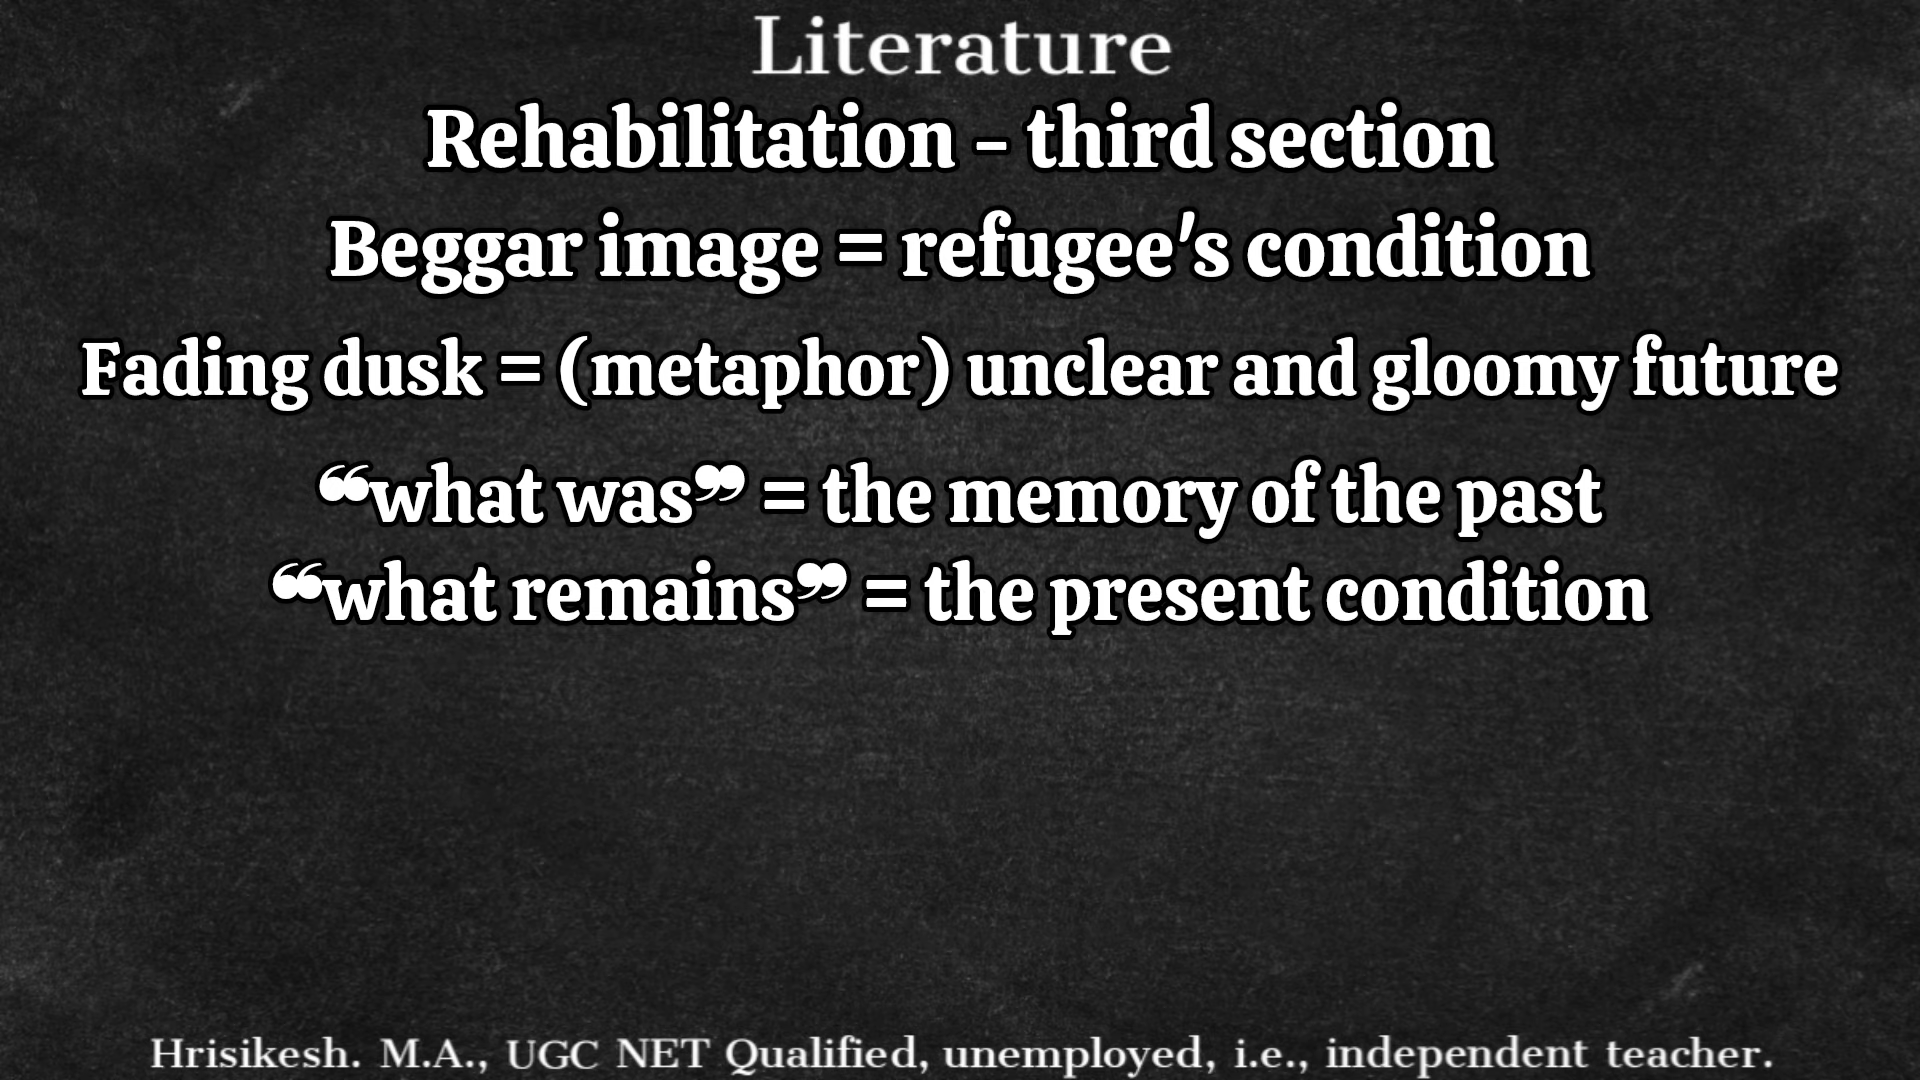 Literature
Rehabilitation – third section
Beggar image = refugee's condition
Fading dusk = (metaphor) unclear and gloomy future
❝what was❞ = the memory of the past
❝what remains❞ = the present condition
Hrisikesh. M.A., UGC NET Qualified, unemployed, i.e., independent teacher.